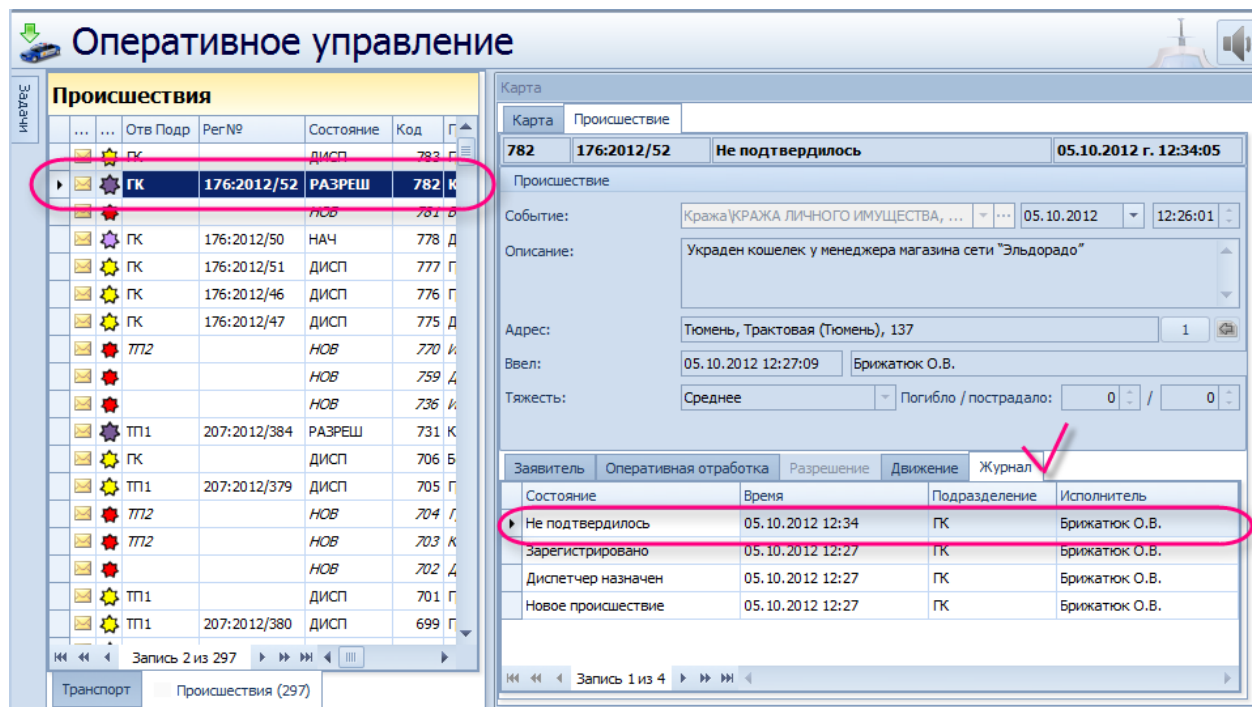 Оперативное управление
Задачи
Происшествия
... ... Отв Подр Рег№ Состояние Код П
ГК ДИСП 783 Г
ГК 176:2012/52 РАЗРЕШ 782 К
НОВ 781 В
ГК 176:2012/50 НАЧ 778 Д
ГК 176:2012/51 ДИСП 777 Г
ГК 176:2012/46 ДИСП 776 Г
ГК 176:2012/47 ДИСП 775 Д
ТП2 НОВ 770 И
НОВ 759 Д
НОВ 736 И
ТП1 207:2012/384 РАЗРЕШ 731 К
ГК ДИСП 706 Б
ТП1 207:2012/379 ДИСП 705 Г
ТП2 НОВ 704
ТП2 НОВ 703 К
НОВ 702 Д
ТП1 ДИСП 701 Г
ТП1 207:2012/380 ДИСП 699 Г
Запись 2 из 297
Транспорт Происшествия (297)
Карта
Карта Происшествие
782 176:2012/52 Не подтвердилось 05.10.2012 г. 12:34:05
Происшествие
Событие: Кража\КРАЖА ЛИЧНОГО ИМУЩЕСТВА, ... ... 05.10.2012 12:26:01
Описание: Украден кошелек у менеджера магазина сети "Эльдорадо"
Адрес: Тюмень, Трактовая (Тюмень), 137 1
Ввел: 05.10.2012 12:27:09 Брижатюк О.В.
Тяжесть: Среднее Погибло / пострадало: 0 / 0
Заявитель Оперативная отработка Разрешение Движение Журнал
Состояние Время Подразделение Исполнитель
Не подтвердилось 05.10.2012 12:34 ГК Брижатюк О.В.
Зарегистрировано 05.10.2012 12:27 ГК Брижатюк О.В.
Диспетчер назначен 05.10.2012 12:27 ГК Брижатюк О.В.
Новое происшествие 05.10.2012 12:27 ГК Брижатюк О.В.
Запись 1 из 4